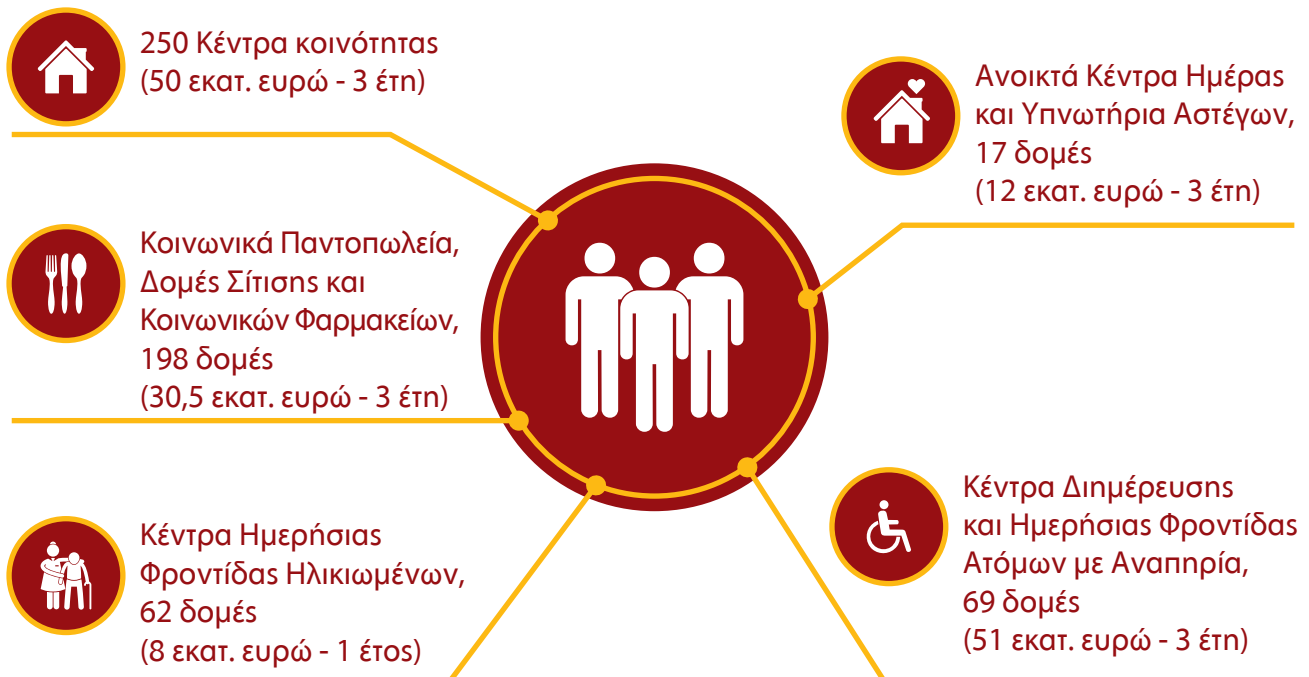 250 Κέντρα κοινότητας
(50 εκατ. ευρώ - 3 έτη)
Κοινωνικά Παντοπωλεία,
Δομές Σίτισης και
Κοινωνικών Φαρμακείων,
198 δομές
(30,5 εκατ. ευρώ - 3 έτη)
Κέντρα Ημερήσιας
Φροντίδας Ηλικιωμένων,
62 δομές
(8 εκατ. ευρώ - 1 έτος)
Ανοικτά Κέντρα Ημέρας
και Υπνωτήρια Αστέγων,
17 δομές
(12 εκατ. ευρώ - 3 έτη)
Κέντρα Διημέρευσης
και Ημερήσιας Φροντίδας
Ατόμων με Αναπηρία,
69 δομές
(51 εκατ. ευρώ - 3 έτη)